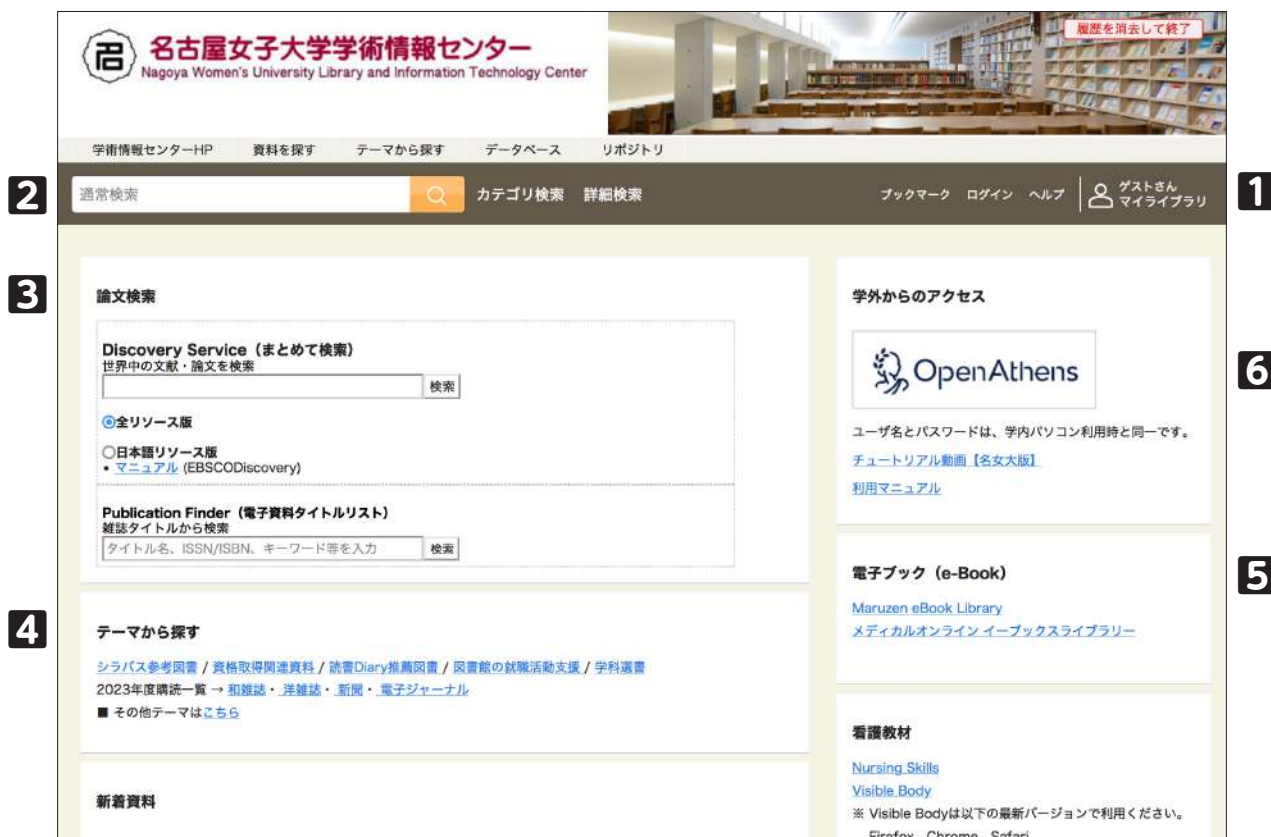 名
名古屋女子大学学術情報センター
Nagoya Women's University Library and Information Technology Center
履歴を消去して終了
学術情報センターHP 資料を探す テーマから探す データベース リポジトリ
2
通常検索 カテゴリ検索 詳細検索 ブックマーク ログイン ヘルプ ゲストさん
マイライブラリ
1
3
論文検索
Discovery Service（まとめて検索）
世界中の文献・論文を検索
検索
全リソース版
日本語リソース版
• マニュアル (EBSCODiscovery)
Publication Finder（電子資料タイトルリスト）
雑誌タイトルから検索
タイトル名、ISSN/ISBN、キーワード等を入力 検索
4
テーマから探す
シラバス参考図書 / 資格取得関連資料 / 読書Diary推薦図書 / 図書館の就職活動支援 / 学科選書
2023年度購読一覧 → 和雑誌・ 洋雑誌・ 新聞・ 電子ジャーナル
■ その他テーマはこちら
新着資料
学外からのアクセス
6
OpenAthens
ユーザ名とパスワードは、学内パソコン利用時と同一です。
チュートリアル動画【名女大版】
利用マニュアル
5
電子ブック（e-Book）
Maruzen eBook Library
メディカルオンライン イーブックスライブラリー
看護教材
Nursing Skills
Visible Body
※ Visible Bodyは以下の最新バージョンで利用ください。
Firefox、Chrome、Safari